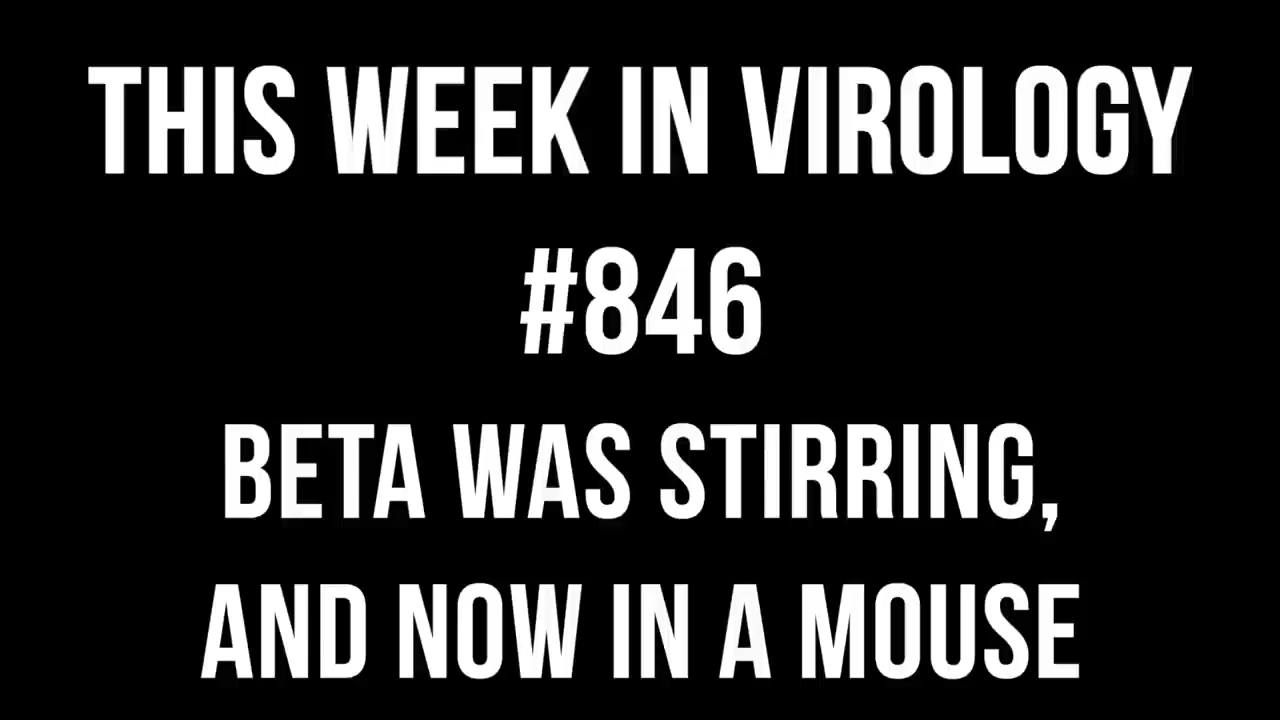 THIS WEEK IN VIROLOGY
#846
BETA WAS STIRRING,
AND NOW IN A MOUSE